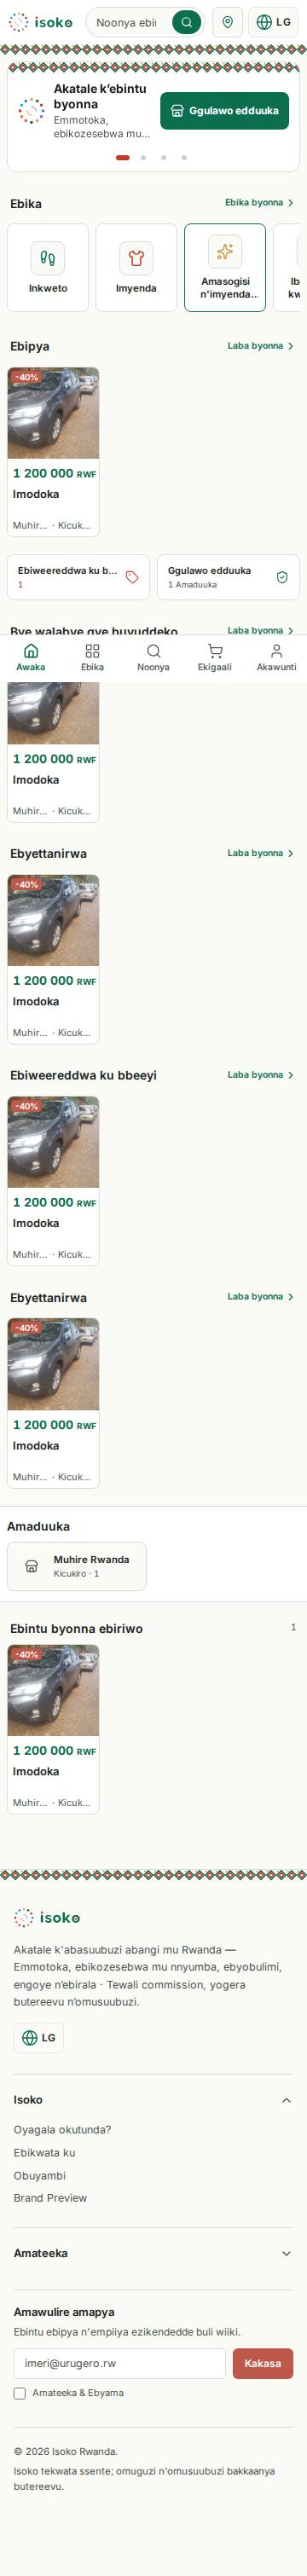 isoko
Noonya ebir
LG
Akatale k’ebintu
byonna
Emmotoka,
ebikozesebwa mu...
Ggulawo edduuka
Ebika
Ebika byonna
Inkweto
Imyenda
Amasogisi
n'imyenda...
Ebipya
Laba byonna
-40%
1 200 000 RWF
Imodoka
Muhir... · Kicuk...
Ebiweereddwa ku b...
1
Ggulawo edduuka
1 Amaduuka
Bye walabye gye buvuddeko
Laba byonna
Awaka
Ebika
Noonya
Ekigaali
Akawunti
1 200 000 RWF
Imodoka
Muhir... · Kicuk...
Ebyettanirwa
Laba byonna
-40%
1 200 000 RWF
Imodoka
Muhir... · Kicuk...
Ebiweereddwa ku bbeeyi
Laba byonna
-40%
1 200 000 RWF
Imodoka
Muhir... · Kicuk...
Ebyettanirwa
Laba byonna
-40%
1 200 000 RWF
Imodoka
Muhir... · Kicuk...
Amaduuka
Muhire Rwanda
Kicukiro · 1
Ebintu byonna ebiriwo
1
-40%
1 200 000 RWF
Imodoka
Muhir... · Kicuk...
isoko
Akatale k'abasuubuzi abangi mu Rwanda —
Emmotoka, ebikozesebwa mu nnyumba, ebyobulimi,
engoye n’ebirala · Tewali commission, yogera
butereevu n’omusuubuzi.
LG
Isoko
Oyagala okutunda?
Ebikwata ku
Obuyambi
Brand Preview
Amateeka
Amawulire amapya
Ebintu ebipya n'empiiya ezikendedde buli wiiki.
imeri@urugero.rw
Kakasa
Amateeka & Ebyama
© 2026 Isoko Rwanda.
Isoko tekwata ssente; omuguzi n'omusuubuzi bakkaanya
butereevu.